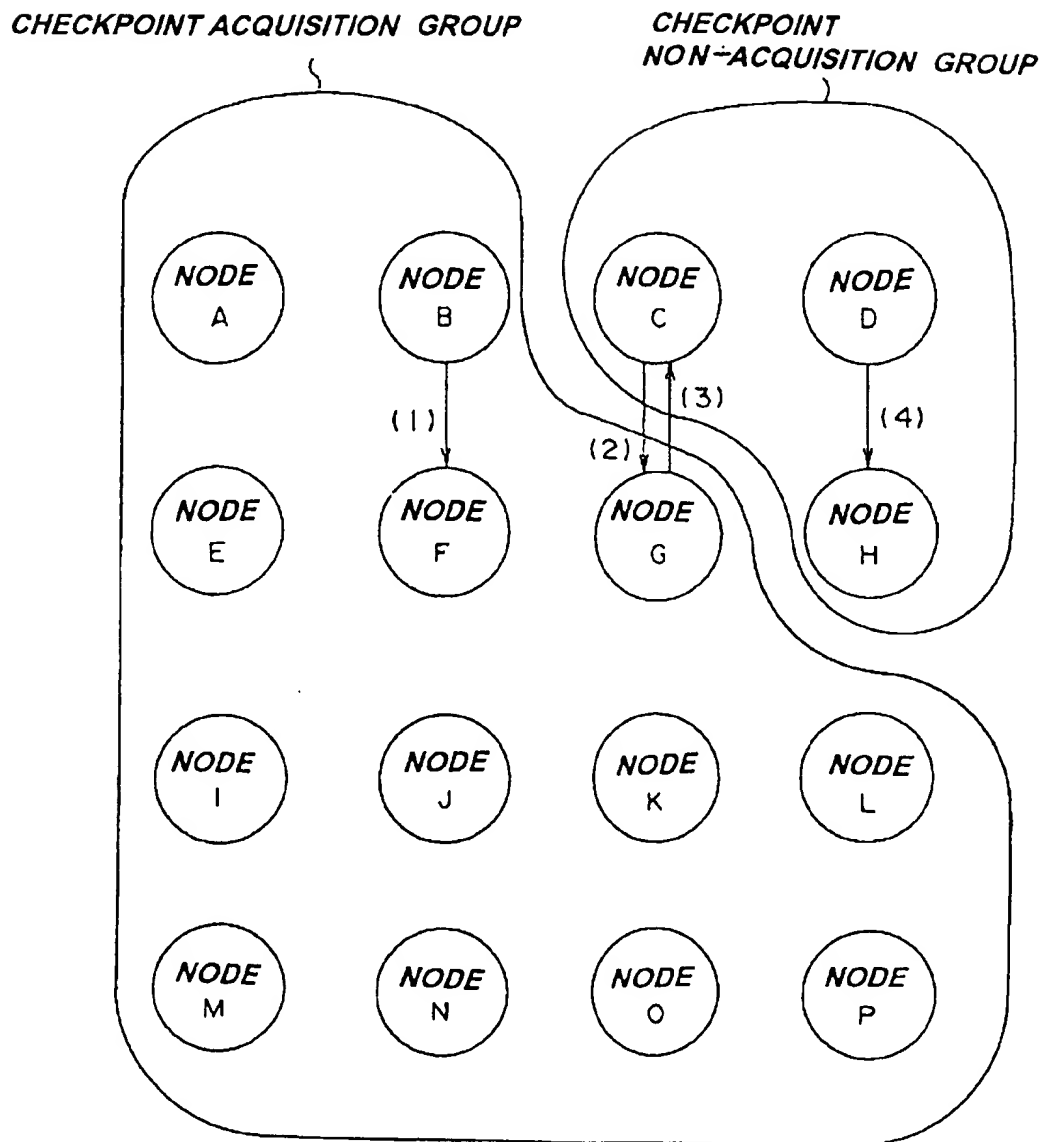 CHECKPOINT ACQUISITION GROUP
CHECKPOINT
NON-ACQUISITION GROUP
NODE
A
NODE
B
NODE
C
NODE
D
(1)
(2)
(3)
(4)
NODE
E
NODE
F
NODE
G
NODE
H
NODE
I
NODE
J
NODE
K
NODE
L
NODE
M
NODE
N
NODE
O
NODE
P